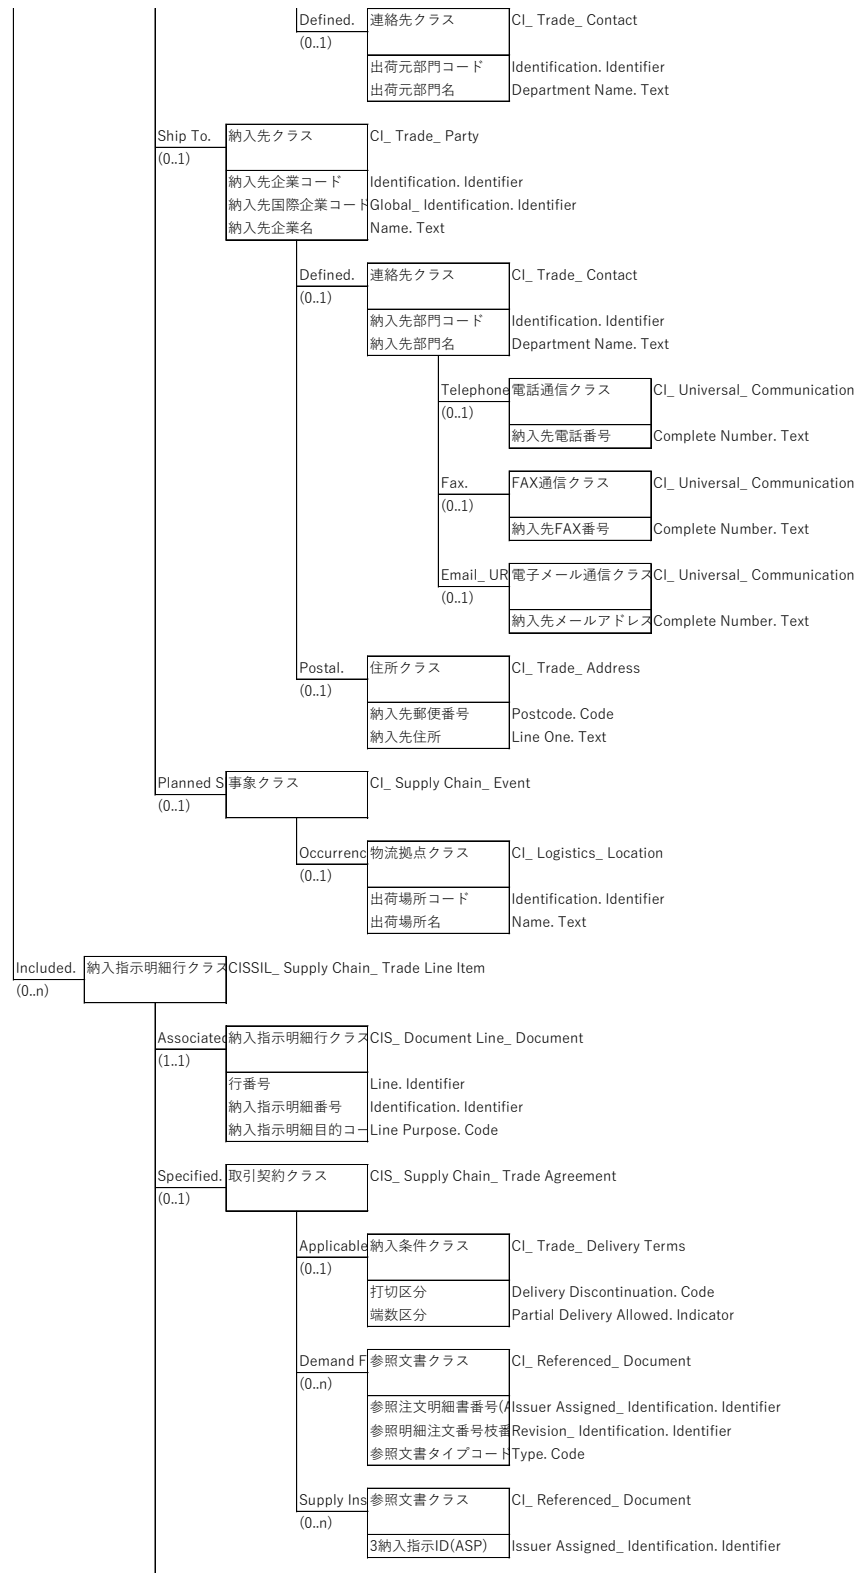 Defined. 連絡先クラス CI_ Trade_ Contact
(0..1)
出荷元部門コード Identification. Identifier
出荷元部門名 Department Name. Text
Ship To. 納入先クラス CI_ Trade_ Party
(0..1)
納入先企業コード Identification. Identifier
納入先国際企業コード Global_ Identification. Identifier
納入先企業名 Name. Text
Defined. 連絡先クラス CI_ Trade_ Contact
(0..1)
納入先部門コード Identification. Identifier
納入先部門名 Department Name. Text
Telephone 電話通信クラス CI_ Universal_ Communication
(0..1)
納入先電話番号 Complete Number. Text
Fax. FAX通信クラス CI_ Universal_ Communication
(0..1)
納入先FAX番号 Complete Number. Text
Email_ UR 電子メール通信クラス CI_ Universal_ Communication
(0..1)
納入先メールアドレス Complete Number. Text
Postal. 住所クラス CI_ Trade_ Address
(0..1)
納入先郵便番号 Postcode. Code
納入先住所 Line One. Text
Planned S 事象クラス CI_ Supply Chain_ Event
(0..1)
Occurrenc 物流拠点クラス CI_ Logistics_ Location
(0..1)
出荷場所コード Identification. Identifier
出荷場所名 Name. Text
Included. 納入指示明細行クラス CISSIL_ Supply Chain_ Trade Line Item
(0..n)
Associated 納入指示明細行クラス CIS_ Document Line_ Document
(1..1)
行番号 Line. Identifier
納入指示明細番号 Identification. Identifier
納入指示明細目的コー Line Purpose. Code
Specified. 取引契約クラス CIS_ Supply Chain_ Trade Agreement
(0..1)
Applicable 納入条件クラス CI_ Trade_ Delivery Terms
(0..1)
打切区分 Delivery Discontinuation. Code
端数区分 Partial Delivery Allowed. Indicator
Demand F 参照文書クラス CI_ Referenced_ Document
(0..n)
参照注文明細書番号(A Issuer Assigned_ Identification. Identifier
参照明細注文番号枝番 Revision_ Identification. Identifier
参照文書タイプコード Type. Code
Supply Ins 参照文書クラス CI_ Referenced_ Document
(0..n)
3納入指示ID(ASP) Issuer Assigned_ Identification. Identifier